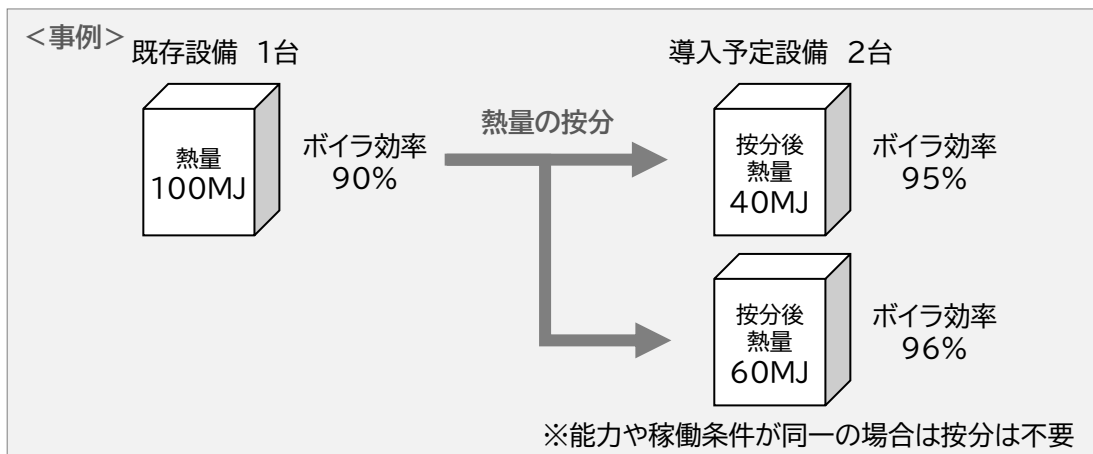 ＜事例＞
既存設備 1台
熱量
100MJ
ボイラ効率
90%
熱量の按分
導入予定設備 2台
按分後
熱量
40MJ
ボイラ効率
95%
按分後
熱量
60MJ
ボイラ効率
96%
※能力や稼働条件が同一の場合は按分は不要